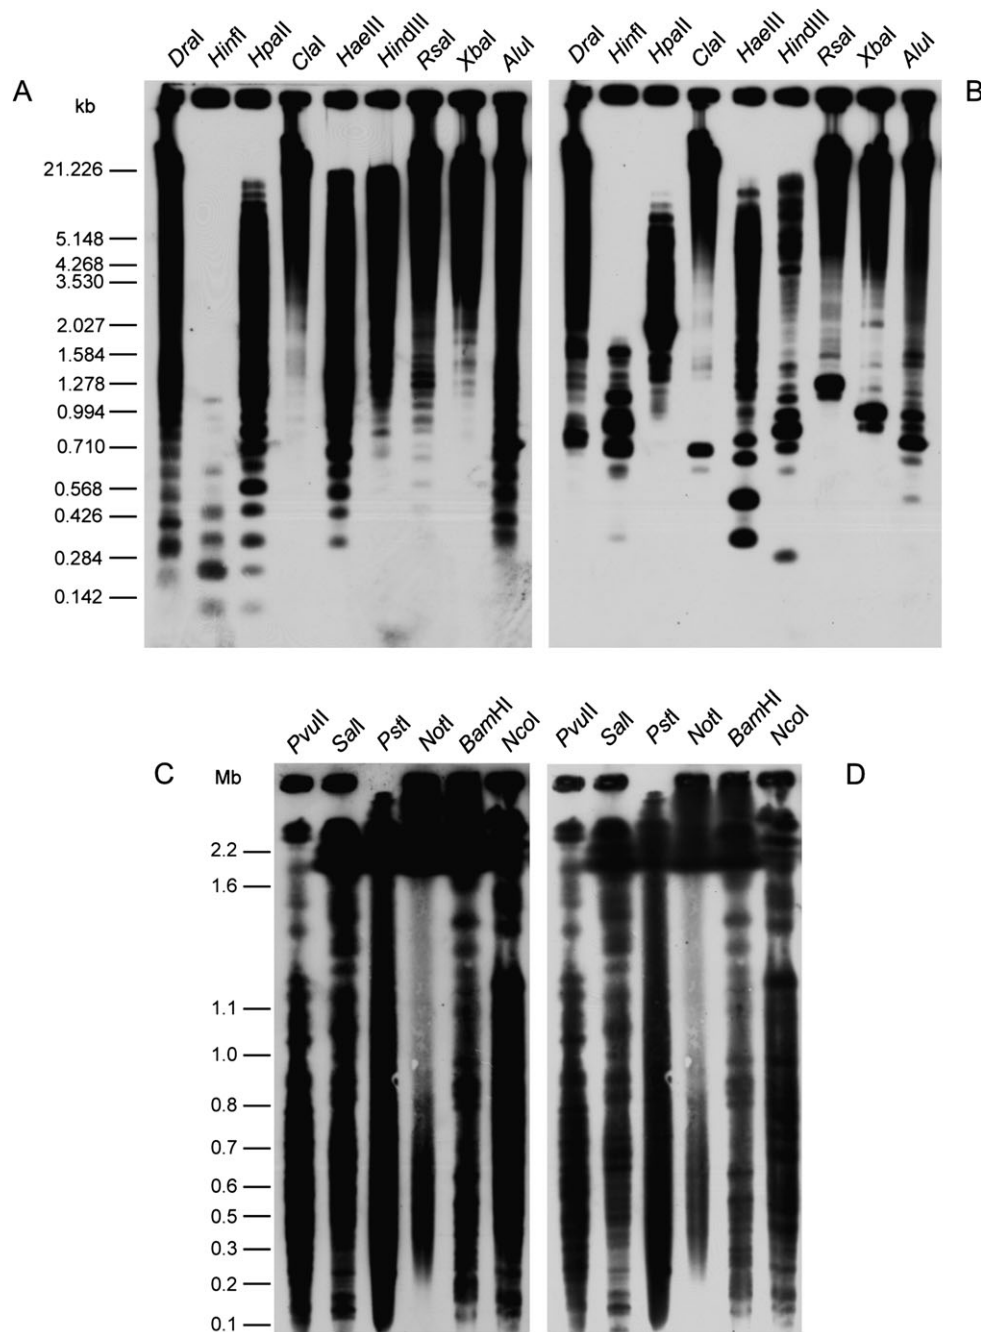 DraI HinfI HpaII ClaI HaeIII HindIII RsaI XbaI AluI
DraI HinfI HpaII ClaI HaeIII HindIII RsaI XbaI AluI
A
B
kb
21.226
5.148
4.268
3.530
2.027
1.584
1.278
0.994
0.710
0.568
0.426
0.284
0.142
PvuII SalI PstI NotI BamHI NcoI
PvuII SalI PstI NotI BamHI NcoI
C
Mb
D
2.2
1.6
1.1
1.0
0.8
0.7
0.6
0.5
0.3
0.2
0.1